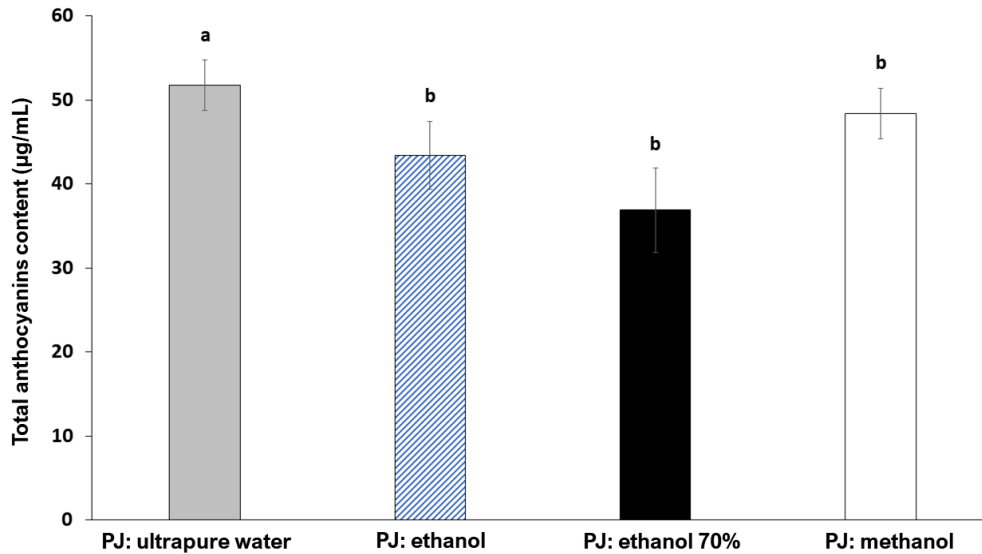 Total anthocyanins content (µg/mL)
60
50
40
30
20
10
0
a
b
b
b
PJ: ultrapure water
PJ: ethanol
PJ: ethanol 70%
PJ: methanol